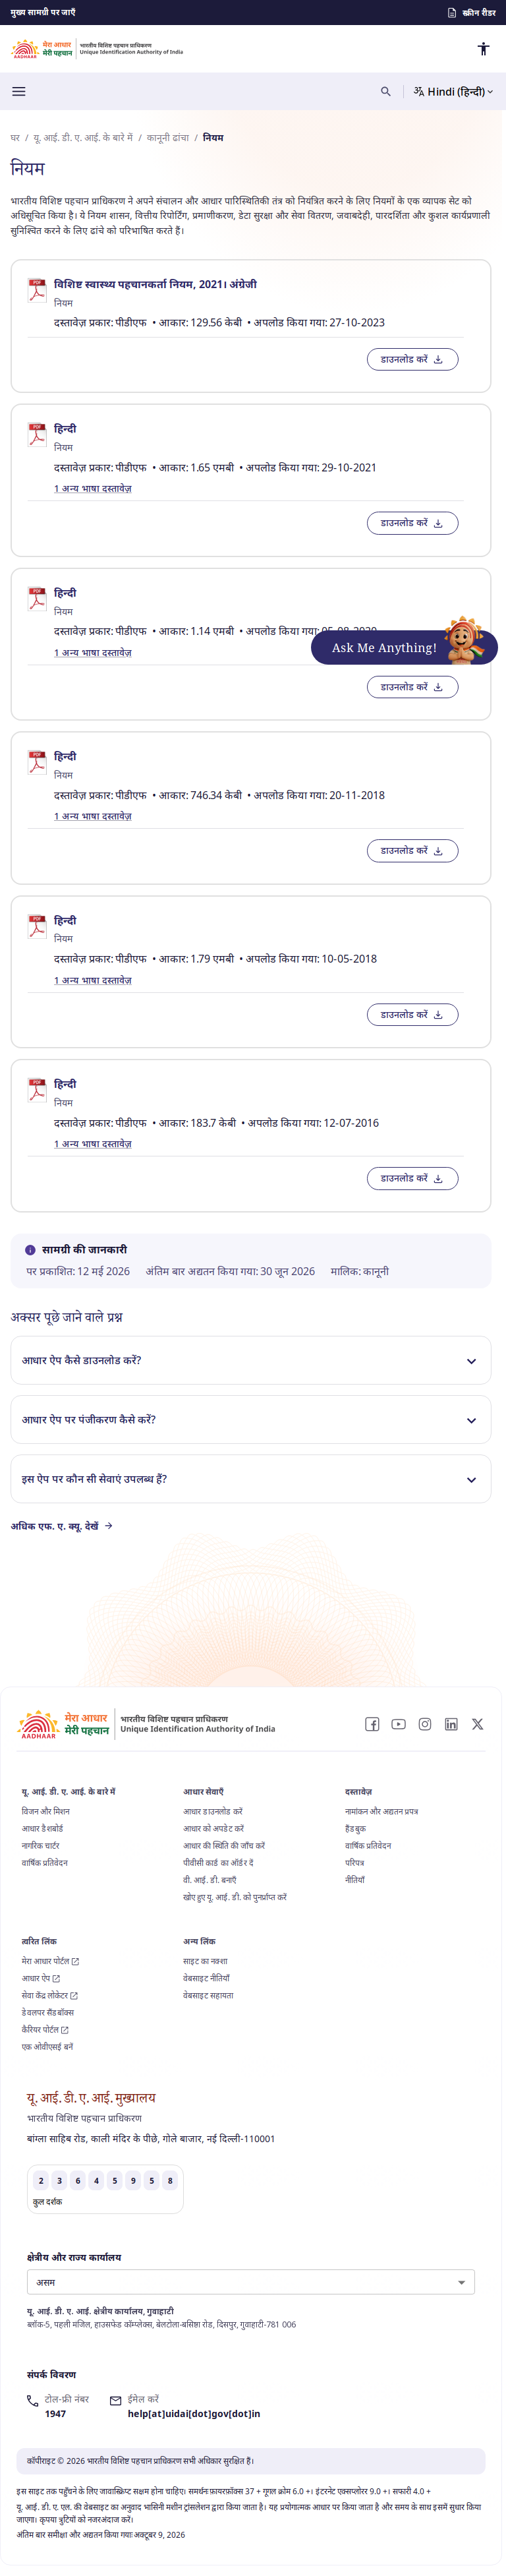 मुख्य सामग्री पर जाएँ
स्क्रीन रीडर
मेरा आधार
मेरी पहचान
AADHAAR
भारतीय विशिष्ट पहचान प्राधिकरण
Unique Identification Authority of India
Hindi (हिन्दी)
घर / यू. आई. डी. ए. आई. के बारे में / कानूनी ढांचा / नियम
नियम
भारतीय विशिष्ट पहचान प्राधिकरण ने अपने संचालन और आधार पारिस्थितिकी तंत्र को नियंत्रित करने के लिए नियमों के एक व्यापक सेट को
अधिसूचित किया है। ये नियम शासन, वित्तीय रिपोर्टिंग, प्रमाणीकरण, डेटा सुरक्षा और सेवा वितरण, जवाबदेही, पारदर्शिता और कुशल कार्यप्रणाली
सुनिश्चित करने के लिए ढांचे को परिभाषित करते हैं।
विशिष्ट स्वास्थ्य पहचानकर्ता नियम, 2021। अंग्रेजी
नियम
दस्तावेज़ प्रकार: पीडीएफ • आकार: 129.56 केबी • अपलोड किया गया: 27-10-2023
डाउनलोड करें
हिन्दी
नियम
दस्तावेज़ प्रकार: पीडीएफ • आकार: 1.65 एमबी • अपलोड किया गया: 29-10-2021
1 अन्य भाषा दस्तावेज़
डाउनलोड करें
हिन्दी
नियम
दस्तावेज़ प्रकार: पीडीएफ • आकार: 1.14 एमबी • अपलोड किया गया:
1 अन्य भाषा दस्तावेज़
Ask Me Anything!
डाउनलोड करें
हिन्दी
नियम
दस्तावेज़ प्रकार: पीडीएफ • आकार: 746.34 केबी • अपलोड किया गया: 20-11-2018
1 अन्य भाषा दस्तावेज़
डाउनलोड करें
हिन्दी
नियम
दस्तावेज़ प्रकार: पीडीएफ • आकार: 1.79 एमबी • अपलोड किया गया: 10-05-2018
1 अन्य भाषा दस्तावेज़
डाउनलोड करें
हिन्दी
नियम
दस्तावेज़ प्रकार: पीडीएफ • आकार: 183.7 केबी • अपलोड किया गया: 12-07-2016
1 अन्य भाषा दस्तावेज़
डाउनलोड करें
सामग्री की जानकारी
पर प्रकाशित: 12 मई 2026 अंतिम बार अद्यतन किया गया: 30 जून 2026 मालिक: कानूनी
अक्सर पूछे जाने वाले प्रश्न
आधार ऐप कैसे डाउनलोड करें?
आधार ऐप पर पंजीकरण कैसे करें?
इस ऐप पर कौन सी सेवाएं उपलब्ध हैं?
अधिक एफ. ए. क्यू. देखें
मेरा आधार
मेरी पहचान
AADHAAR
भारतीय विशिष्ट पहचान प्राधिकरण
Unique Identification Authority of India
यू. आई. डी. ए. आई. के बारे में
विजन और मिशन
आधार डैशबोर्ड
नागरिक चार्टर
वार्षिक प्रतिवेदन
आधार सेवाएँ
आधार डाउनलोड करें
आधार को अपडेट करें
आधार की स्थिति की जाँच करें
पीवीसी कार्ड का ऑर्डर दें
वी. आई. डी. बनाएँ
खोए हुए यू. आई. डी. को पुनर्प्राप्त करें
दस्तावेज़
नामांकन और अद्यतन प्रपत्र
हैंडबुक
वार्षिक प्रतिवेदन
परिपत्र
नीतियाँ
त्वरित लिंक
मेरा आधार पोर्टल
आधार ऐप
सेवा केंद्र लोकेटर
डेवलपर सैंडबॉक्स
कैरियर पोर्टल
एक ओवीएसई बनें
अन्य लिंक
साइट का नक्शा
वेबसाइट नीतियाँ
वेबसाइट सहायता
यू. आई. डी. ए. आई. मुख्यालय
भारतीय विशिष्ट पहचान प्राधिकरण
बांग्ला साहिब रोड, काली मंदिर के पीछे, गोले बाजार, नई दिल्ली-110001
2 3 6 4 5 9 5 8
कुल दर्शक
क्षेत्रीय और राज्य कार्यालय
असम
यू. आई. डी. ए. आई. क्षेत्रीय कार्यालय, गुवाहाटी
ब्लॉक-5, पहली मंजिल, हाउसफेड कॉम्प्लेक्स, बेलटोला-बसिष्ठा रोड, दिसपुर, गुवाहाटी-781 006
संपर्क विवरण
टोल-फ्री नंबर
1947
ईमेल करें
help[at]uidai[dot]gov[dot]in
कॉपीराइट © 2026 भारतीय विशिष्ट पहचान प्राधिकरण सभी अधिकार सुरक्षित हैं।
इस साइट तक पहुँचने के लिए जावास्क्रिप्ट सक्षम होना चाहिए। समर्थन: फ़ायरफ़ॉक्स 37 + गूगल क्रोम 6.0 +। इंटरनेट एक्सप्लोरर 9.0 +। सफारी 4.0 +
यू. आई. डी. ए. एल. की वेबसाइट का अनुवाद भाषिनी मशीन ट्रांसलेशन द्वारा किया जाता है। यह प्रयोगात्मक आधार पर किया जाता है और समय के साथ इसमें सुधार किया
जाएगा। कृपया त्रुटियों को नजरअंदाज करें।
अंतिम बार समीक्षा और अद्यतन किया गया: अक्टूबर 9, 2026